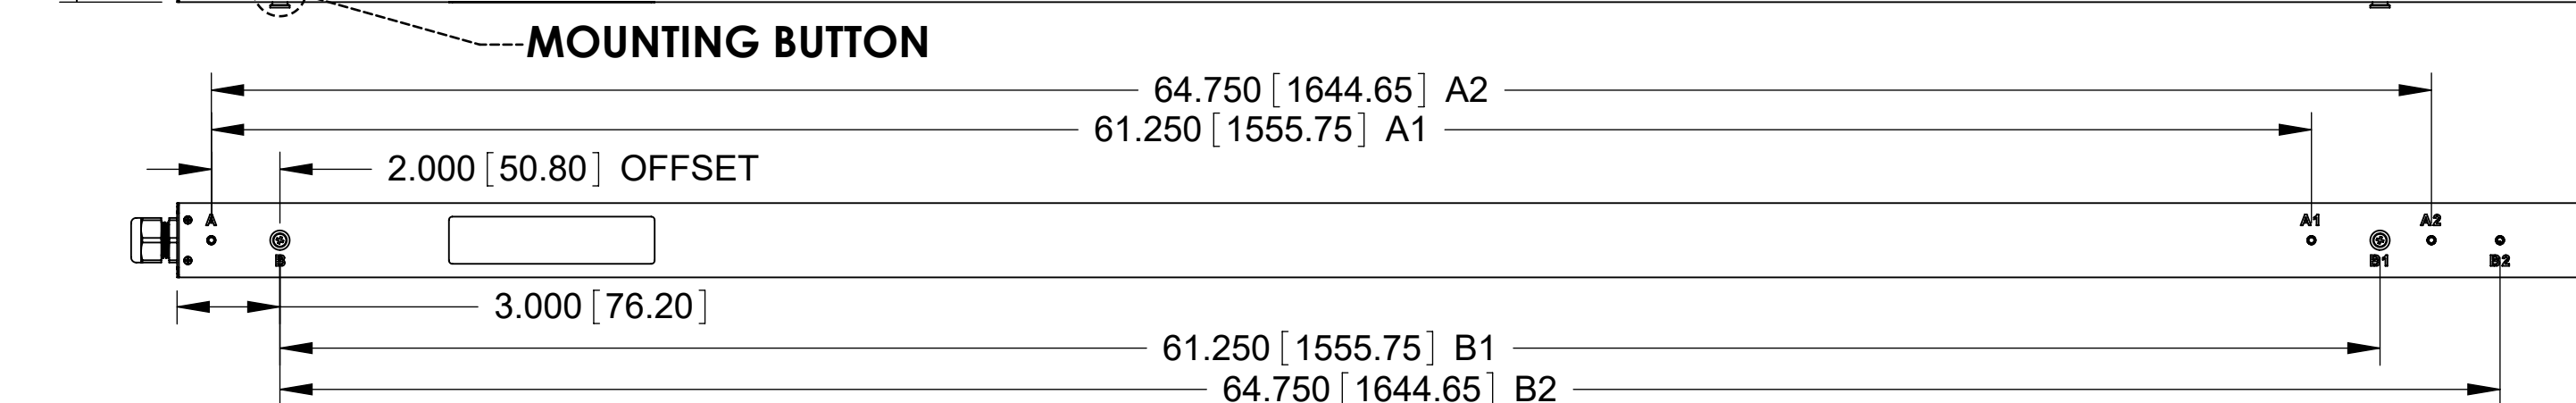 MOUNTING BUTTON
64.750 [1644.65] A2
61.250 [1555.75] A1
2.000 [50.80] OFFSET
A
A1
A2
B
B1
B2
3.000 [76.20]
61.250 [1555.75] B1
64.750 [1644.65] B2